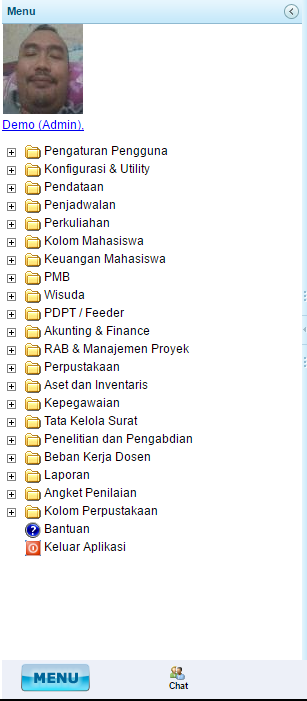 Menu
Demo (Admin),
Pengaturan Pengguna
Konfigurasi & Utility
Pendataan
Penjadwalan
Perkuliahan
Kolom Mahasiswa
Keuangan Mahasiswa
PMB
Wisuda
PDPT / Feeder
Akunting & Finance
RAB & Manajemen Proyek
Perpustakaan
Aset dan Inventaris
Kepegawaian
Tata Kelola Surat
Penelitian dan Pengabdian
Beban Kerja Dosen
Laporan
Angket Penilaian
Kolom Perpustakaan
Bantuan
Keluar Aplikasi
MENU
Chat